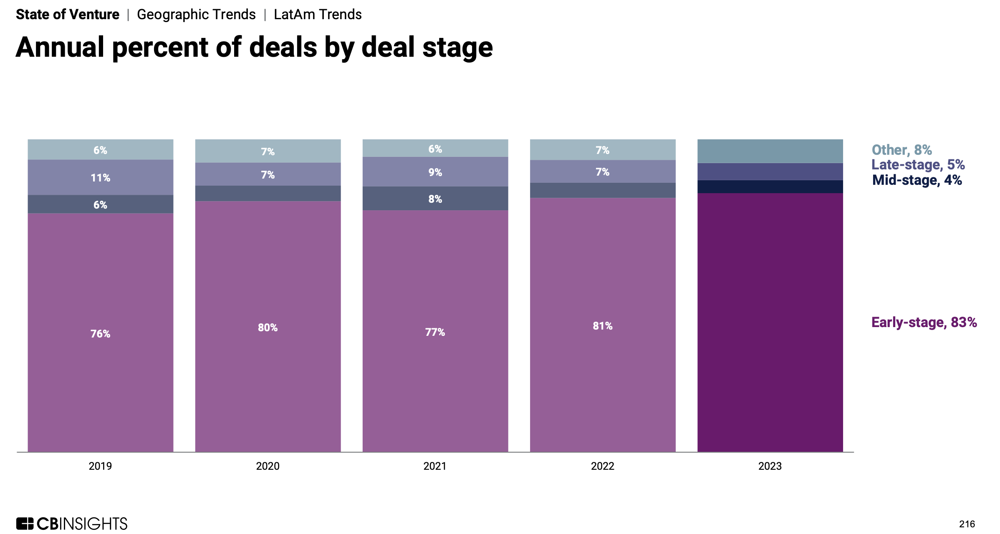 State of Venture | Geographic Trends | LatAm Trends
Annual percent of deals by deal stage
6% 7% 6% 7% Other, 8%
11% 7% 9% 7% Late-stage, 5%
6% 8% Mid-stage, 4%
76% 80% 77% 81% Early-stage, 83%
2019 2020 2021 2022 2023
CBINSIGHTS
216